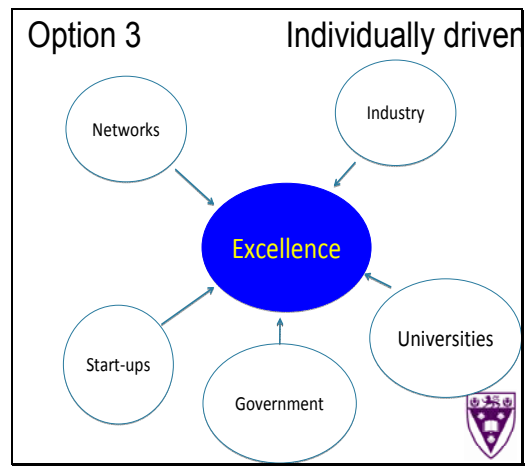 Option 3
Individually driven
Networks
Industry
Excellence
Start-ups
Government
Universities